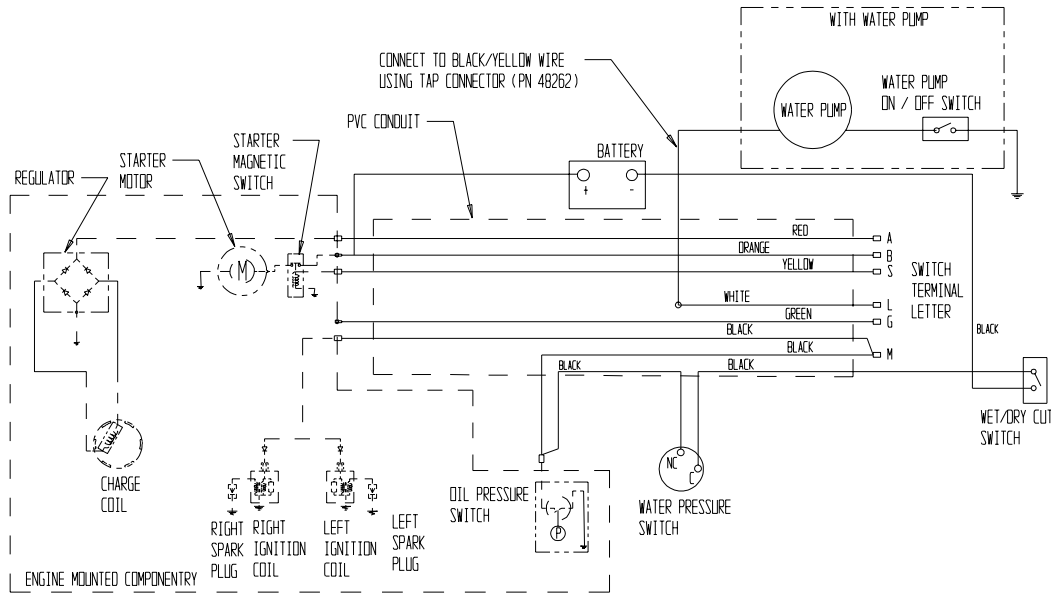 WITH WATER PUMP
CONNECT TO BLACK/YELLOW WIRE
USING TAP CONNECTOR (PN 48262)
WATER PUMP
ON / OFF SWITCH
WATER PUMP
PVC CONDUIT
STARTER
MAGNETIC
SWITCH
BATTERY
+ -
STARTER
MOTOR
REGULATOR
M
RED A
ORANGE B
YELLOW S
WHITE L
GREEN G
BLACK
BLACK M
SWITCH
TERMINAL
LETTER
BLACK
BLACK
BLACK
WET/DRY CUT
SWITCH
NC
C
WATER PRESSURE
SWITCH
OIL PRESSURE
SWITCH
P
CHARGE
COIL
RIGHT
SPARK
PLUG
RIGHT
IGNITION
COIL
LEFT
IGNITION
COIL
LEFT
SPARK
PLUG
ENGINE MOUNTED COMPONENTRY